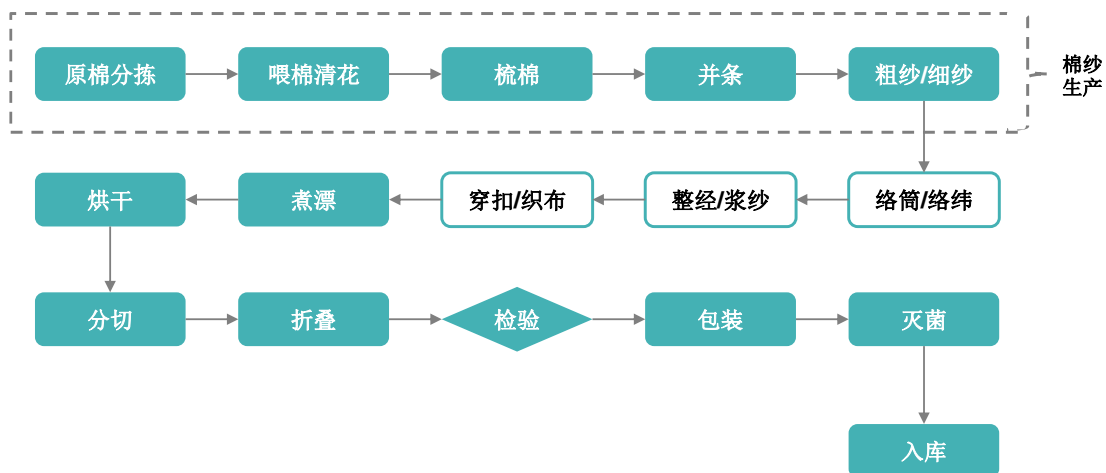 原棉分拣
喂棉清花
梳棉
并条
粗纱/细纱
棉纱
生产
烘干
煮漂
穿扣/织布
整经/浆纱
络筒/络纬
分切
折叠
检验
包装
灭菌
入库